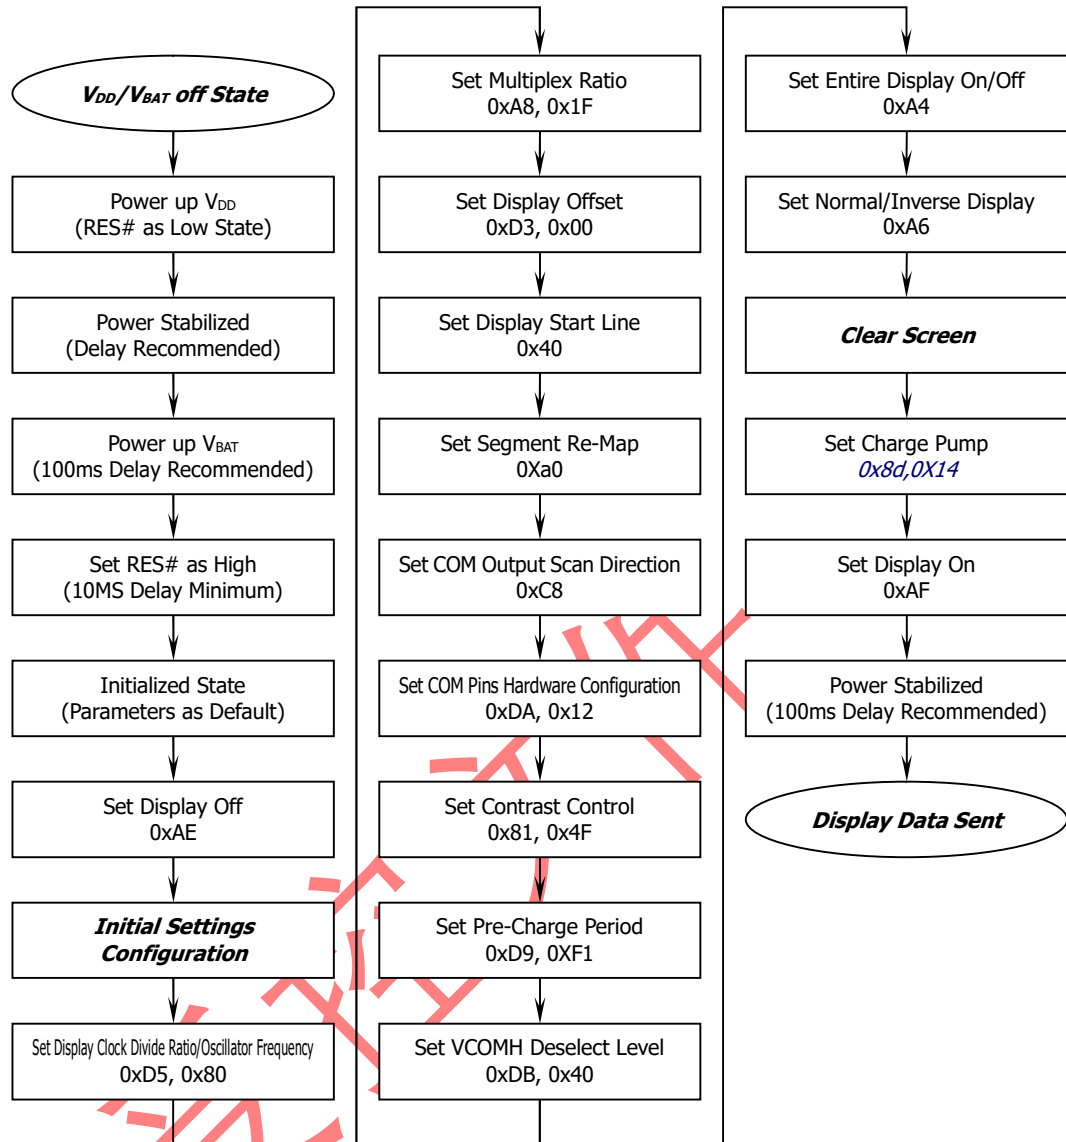 VDD/VBAT off State
Power up VDD
(RES# as Low State)
Power Stabilized
(Delay Recommended)
Power up VBAT
(100ms Delay Recommended)
Set RES# as High
(10MS Delay Minimum)
Initialized State
(Parameters as Default)
Set Display Off
0xAE
Initial Settings
Configuration
Set Display Clock Divide Ratio/Oscillator Frequency
0xD5, 0x80
Set Multiplex Ratio
0xA8, 0x1F
Set Display Offset
0xD3, 0x00
Set Display Start Line
0x40
Set Segment Re-Map
0Xa0
Set COM Output Scan Direction
0xC8
Set COM Pins Hardware Configuration
0xDA, 0x12
Set Contrast Control
0x81, 0x4F
Set Pre-Charge Period
0xD9, 0XF1
Set VCOMH Deselect Level
0xDB, 0x40
Set Entire Display On/Off
0xA4
Set Normal/Inverse Display
0xA6
Clear Screen
Set Charge Pump
0x8d,0X14
Set Display On
0xAF
Power Stabilized
(100ms Delay Recommended)
Display Data Sent